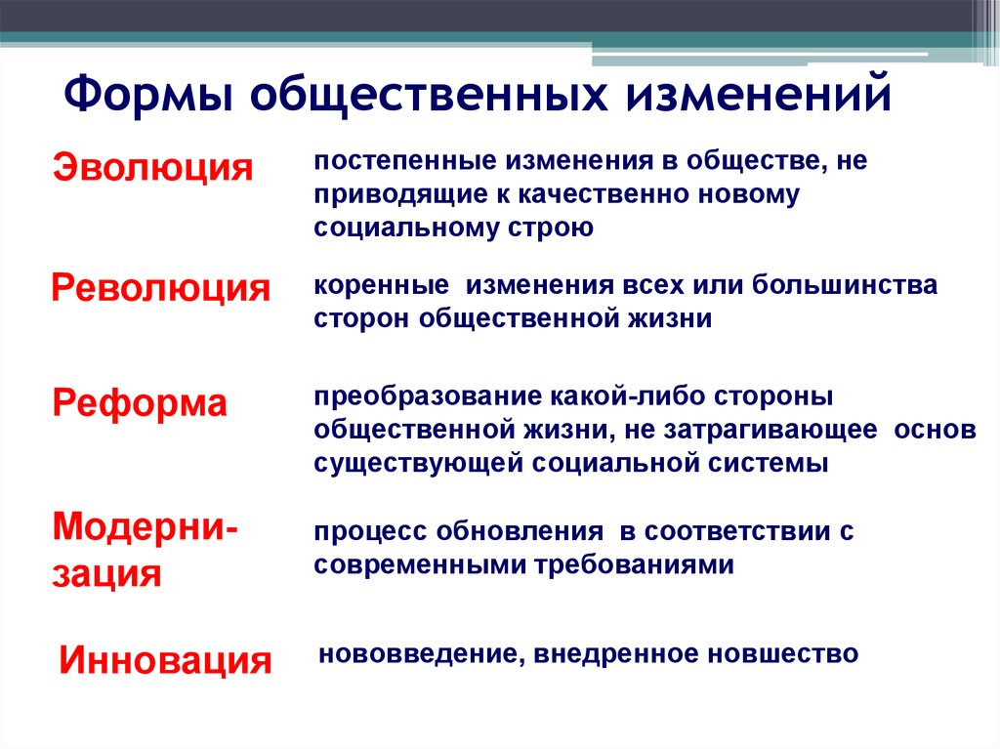 Формы общественных изменений
Эволюция
постепенные изменения в обществе, не
приводящие к качественно новому
социальному строю
Революция
коренные изменения всех или большинства
сторон общественной жизни
Реформа
преобразование какой-либо стороны
общественной жизни, не затрагивающее основ
существующей социальной системы
Модерни-
зация
процесс обновления в соответствии с
современными требованиями
Инновация
нововведение, внедренное новшество